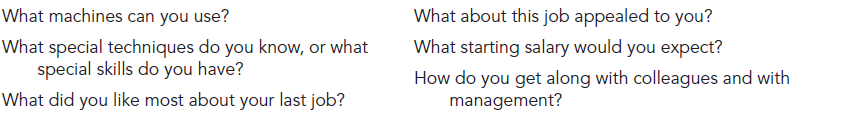 What machines can you use?
What special techniques do you know, or what
special skills do you have?
What did you like most about your last job?
What about this job appealed to you?
What starting salary would you expect?
How do you get along with colleagues and with
management?